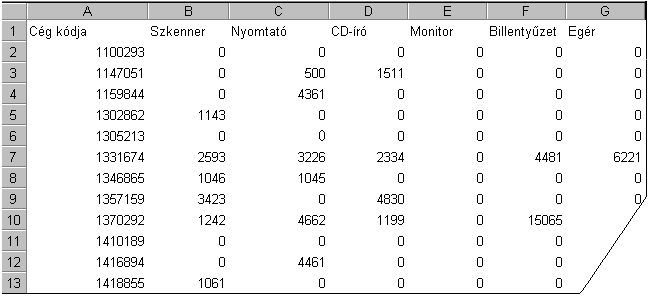 A B C D E F G
1 Cég kódja Szkenner Nyomtató CD-író Monitor Billentyűzet Egér
2 1100293 0 0 0 0 0 0
3 1147051 0 500 1511 0 0 0
4 1159844 0 4361 0 0 0 0
5 1302862 1143 0 0 0 0 0
6 1305213 0 0 0 0 0 0
7 1331674 2593 3226 2334 0 4481 6221
8 1346865 1046 1045 0 0 0 0
9 1357159 3423 0 4830 0 0 0
10 1370292 1242 4662 1199 0 15065
11 1410189 0 0 0 0 0
12 1416894 0 4461 0 0 0
13 1418855 1061 0 0 0 0